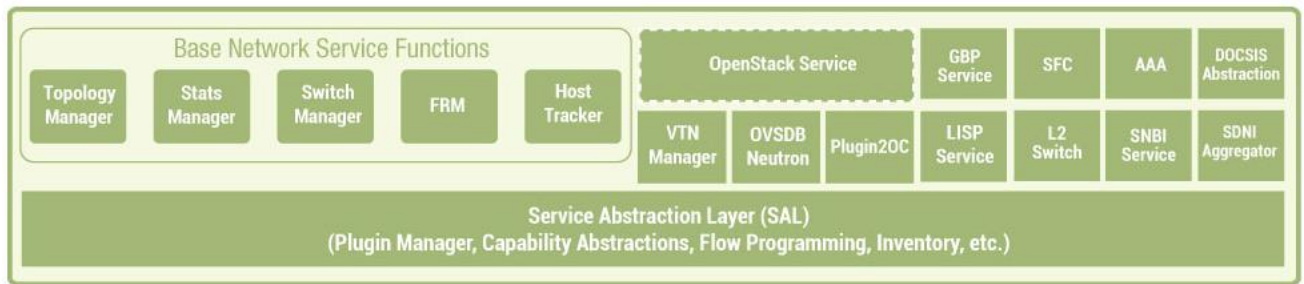 Base Network Service Functions
Topology
Manager
Stats
Manager
Switch
Manager
FRM
Host
Tracker
OpenStack Service
GBP
Service
SFC
AAA
DOCSIS
Abstraction
VTN
Manager
OVSDB
Neutron
Plugin2OC
LISP
Service
L2
Switch
SNBI
Service
SDNI
Aggregator
Service Abstraction Layer (SAL)
(Plugin Manager, Capability Abstractions, Flow Programming, Inventory, etc.)